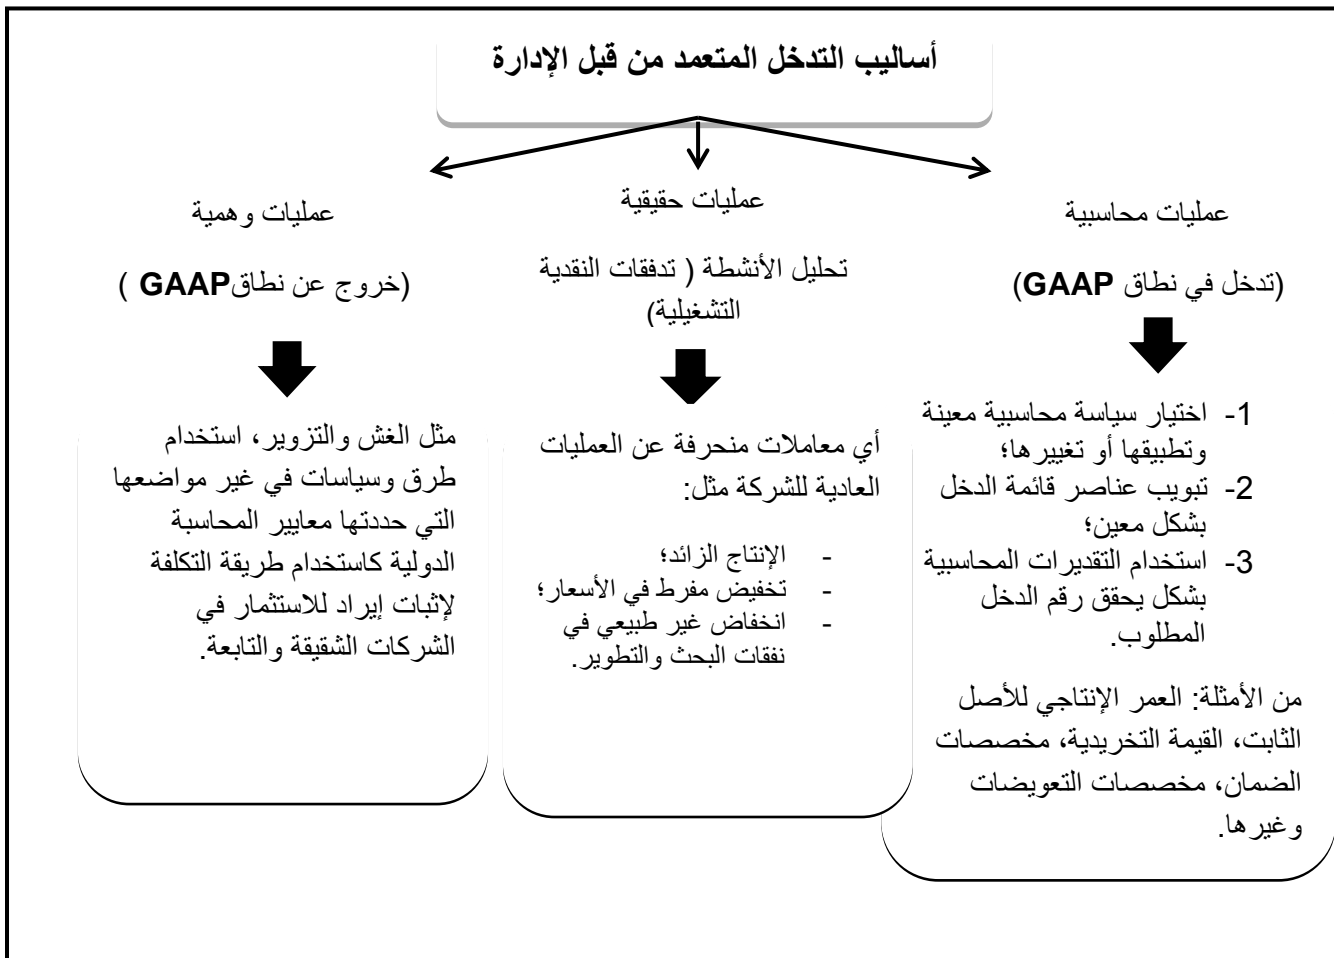 أساليب التدخل المتعمد من قبل الإدارة
عمليات محاسبية
(تدخل في نطاق GAAP)
1- اختيار سياسة محاسبية معينة
وتطبيقها أو تغييرها؛
2- تبويب عناصر قائمة الدخل
بشكل معين؛
3- استخدام التقديرات المحاسبية
بشكل يحقق رقم الدخل
المطلوب.
من الأمثلة: العمر الإنتاجي للأصل
الثابت، القيمة التخريدية، مخصصات
الضمان، مخصصات التعويضات
وغيرها.
عمليات حقيقية
تحليل الأنشطة ( تدفقات النقدية
التشغيلية)
أي معاملات منحرفة عن العمليات
العادية للشركة مثل:
- الإنتاج الزائد؛
- تخفيض مفرط في الأسعار؛
- انخفاض غير طبيعي في
نفقات البحث والتطوير.
عمليات وهمية
(خروج عن نطاقGAAP )
مثل الغش والتزوير، استخدام
طرق وسياسات في غير مواضعها
التي حددتها معايير المحاسبة
الدولية كاستخدام طريقة التكلفة
لإثبات إيراد للاستثمار في
الشركات الشقيقة والتابعة.